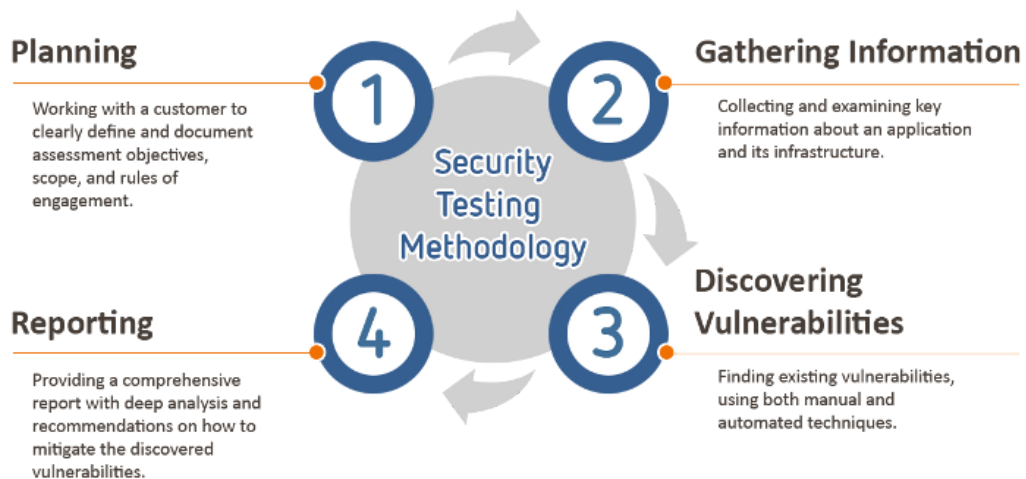 Planning
1
Working with a customer to
clearly define and document
assessment objectives,
scope, and rules of
engagement.
2
Gathering Information
Collecting and examining key
information about an application
and its infrastructure.
Security
Testing
Methodology
3
Discovering
Vulnerabilities
Finding existing vulnerabilities,
using both manual and
automated techniques.
4
Reporting
Providing a comprehensive
report with deep analysis and
recommendations on how to
mitigate the discovered
vulnerabilities.